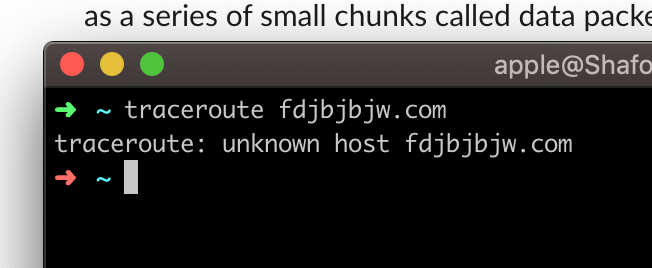 as a series of small chunks called data packe
apple@Shafo
➜ ~ traceroute fdjbjbjw.com
traceroute: unknown host fdjbjbjw.com
➜ ~